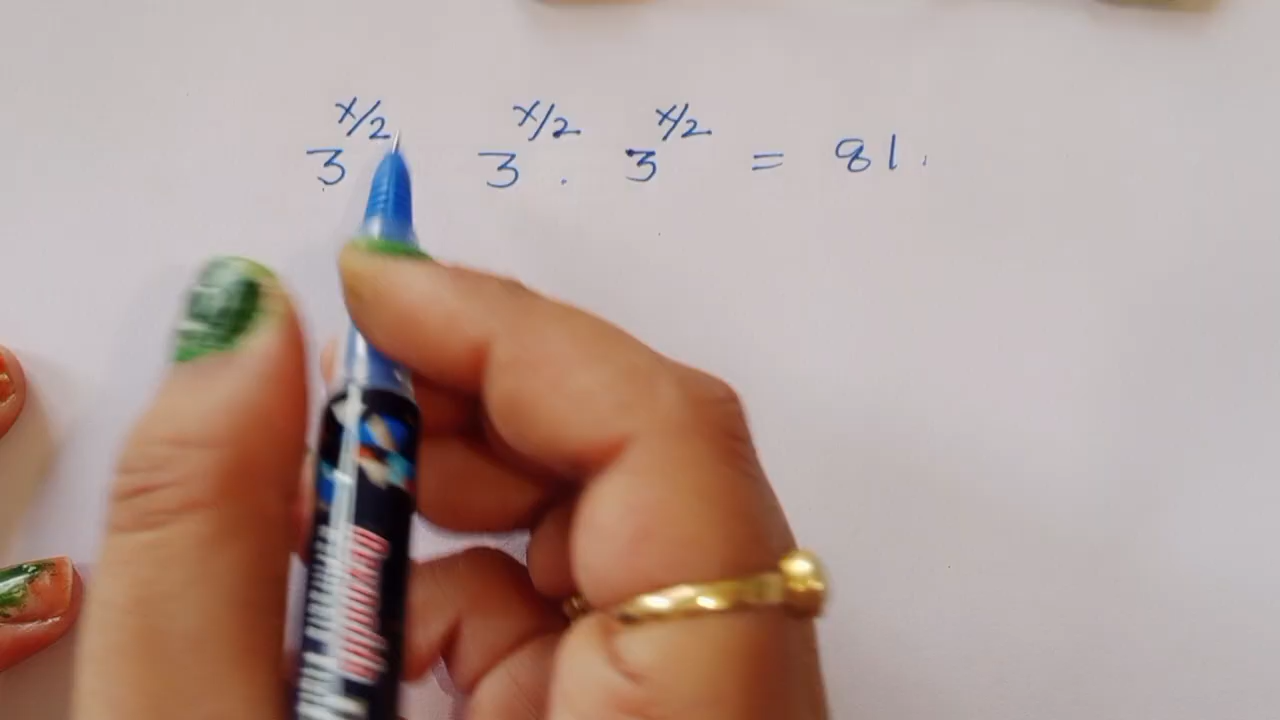 3^{x/2} 3^{x/2} . 3^{x/2} = 81.